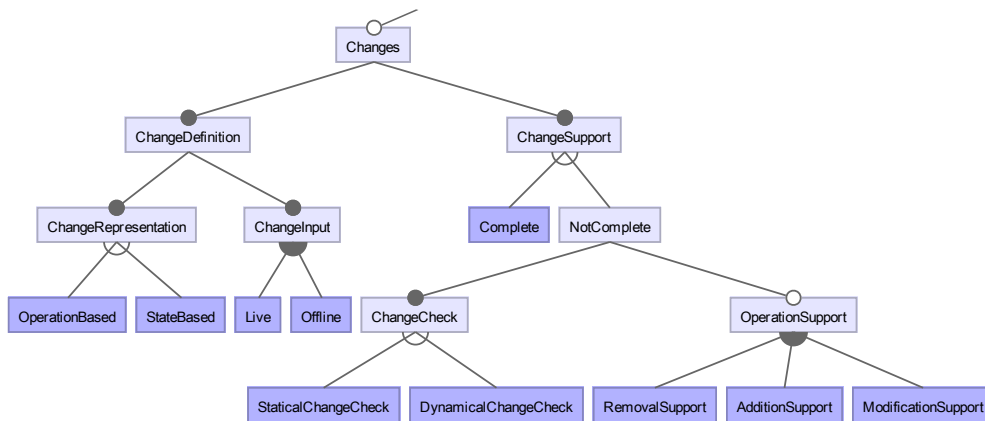 Changes
ChangeDefinition
ChangeSupport
ChangeRepresentation
ChangeInput
Complete
NotComplete
OperationBased
StateBased
Live
Offline
ChangeCheck
OperationSupport
StaticalChangeCheck
DynamicalChangeCheck
RemovalSupport
AdditionSupport
ModificationSupport